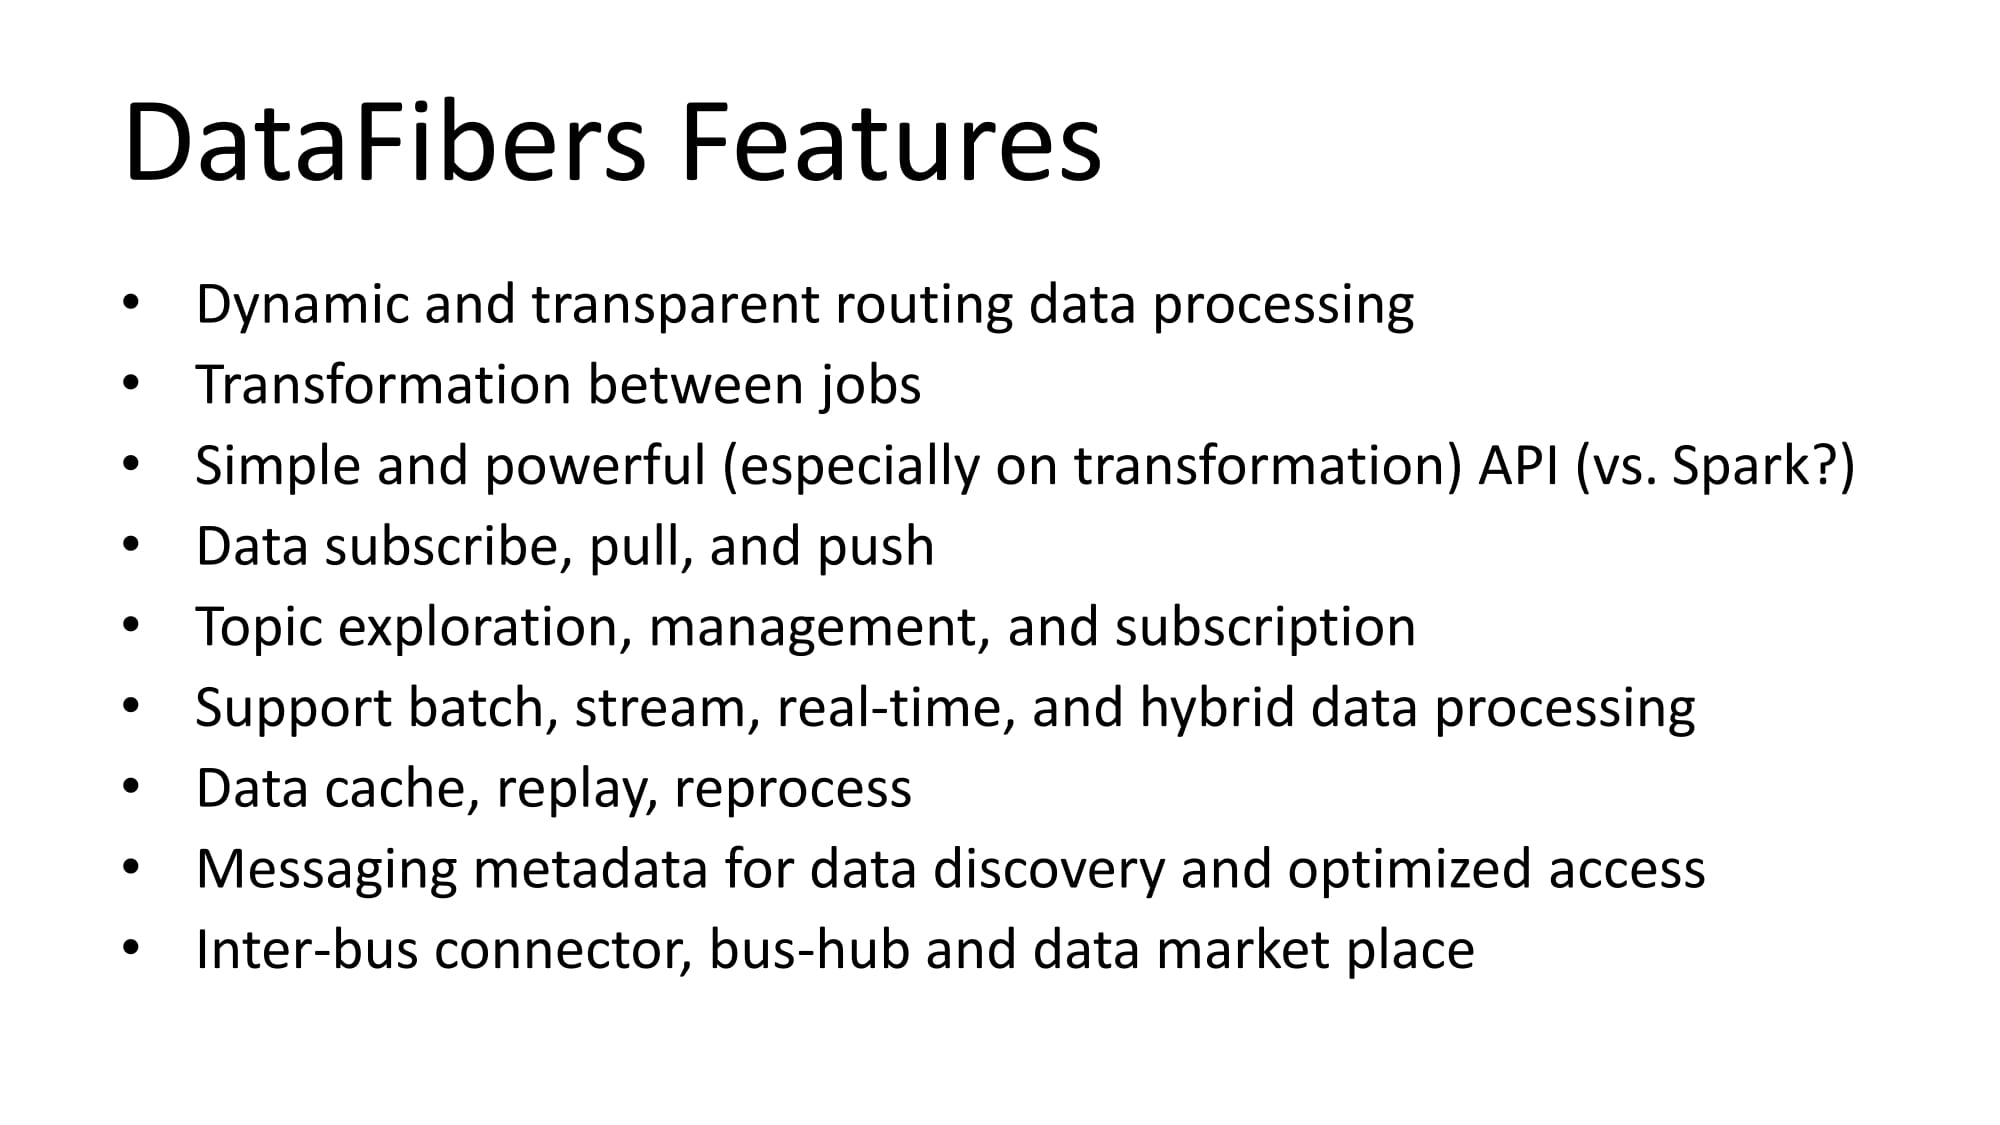 DataFibers Features
• Dynamic and transparent routing data processing
• Transformation between jobs
• Simple and powerful (especially on transformation) API (vs. Spark?)
• Data subscribe, pull, and push
• Topic exploration, management, and subscription
• Support batch, stream, real-time, and hybrid data processing
• Data cache, replay, reprocess
• Messaging metadata for data discovery and optimized access
• Inter-bus connector, bus-hub and data market place